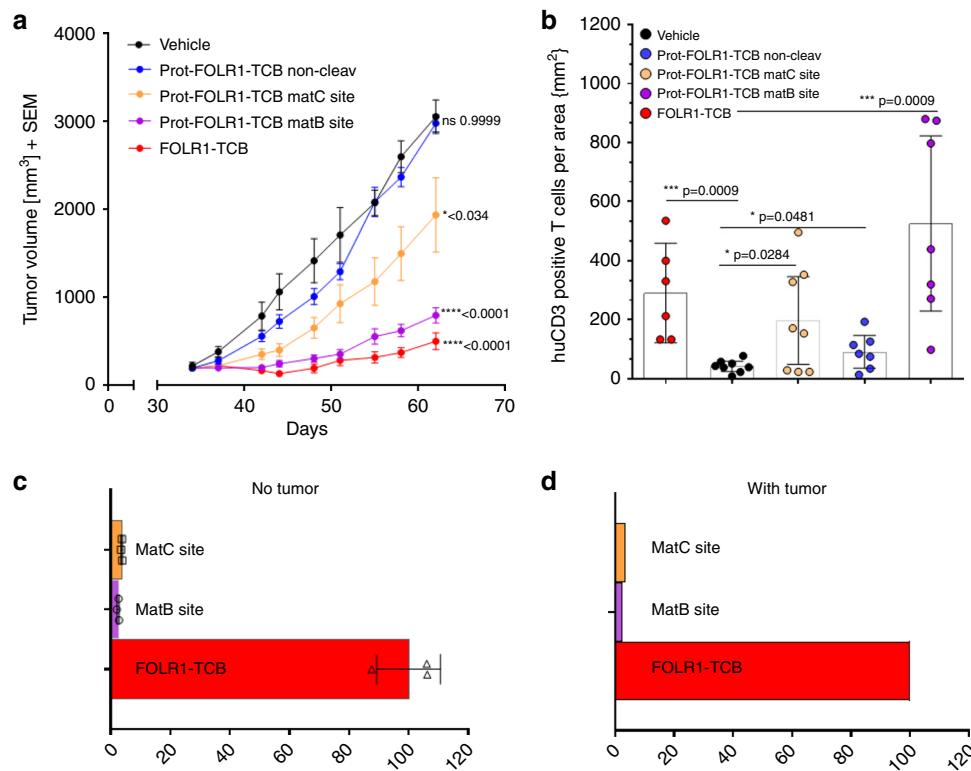 a
Tumor volume [mm3] + SEM
4000
3000
2000
1000
0
0
30
40
50
60
70
Days
Vehicle
Prot-FOLR1-TCB non-cleav
Prot-FOLR1-TCB matC site
Prot-FOLR1-TCB matB site
FOLR1-TCB
ns 0.9999
*<0.034
****<0.0001
****<0.0001
b
huCD3 positive T cells per area {mm2]
1200
1000
800
600
400
200
0
Vehicle
Prot-FOLR1-TCB non-cleav
Prot-FOLR1-TCB matC site
Prot-FOLR1-TCB matB site
FOLR1-TCB
*** p=0.0009
*** p=0.0009
* p=0.0481
* p=0.0284
c
No tumor
MatC site
MatB site
FOLR1-TCB
0
20
40
60
80
100
120
d
With tumor
MatC site
MatB site
FOLR1-TCB
0
20
40
60
80
100
120